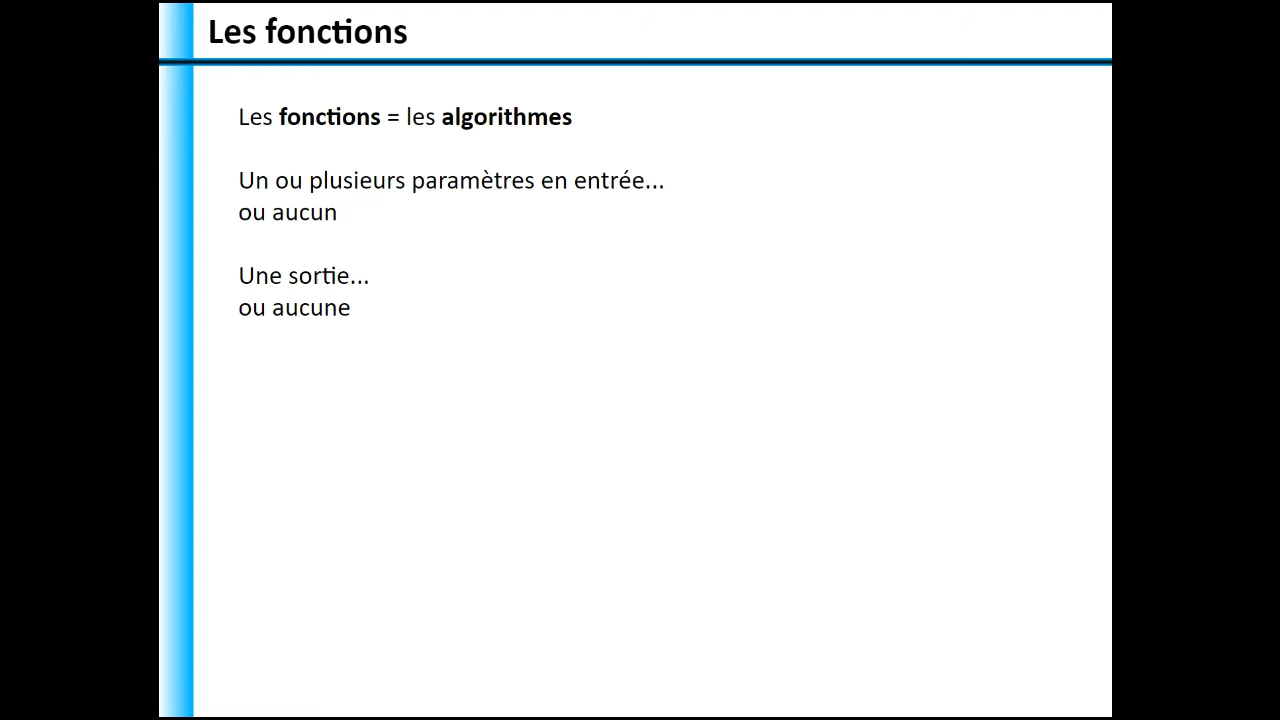 Les fonctions
Les fonctions = les algorithmes
Un ou plusieurs paramètres en entrée...
ou aucun
Une sortie...
ou aucune